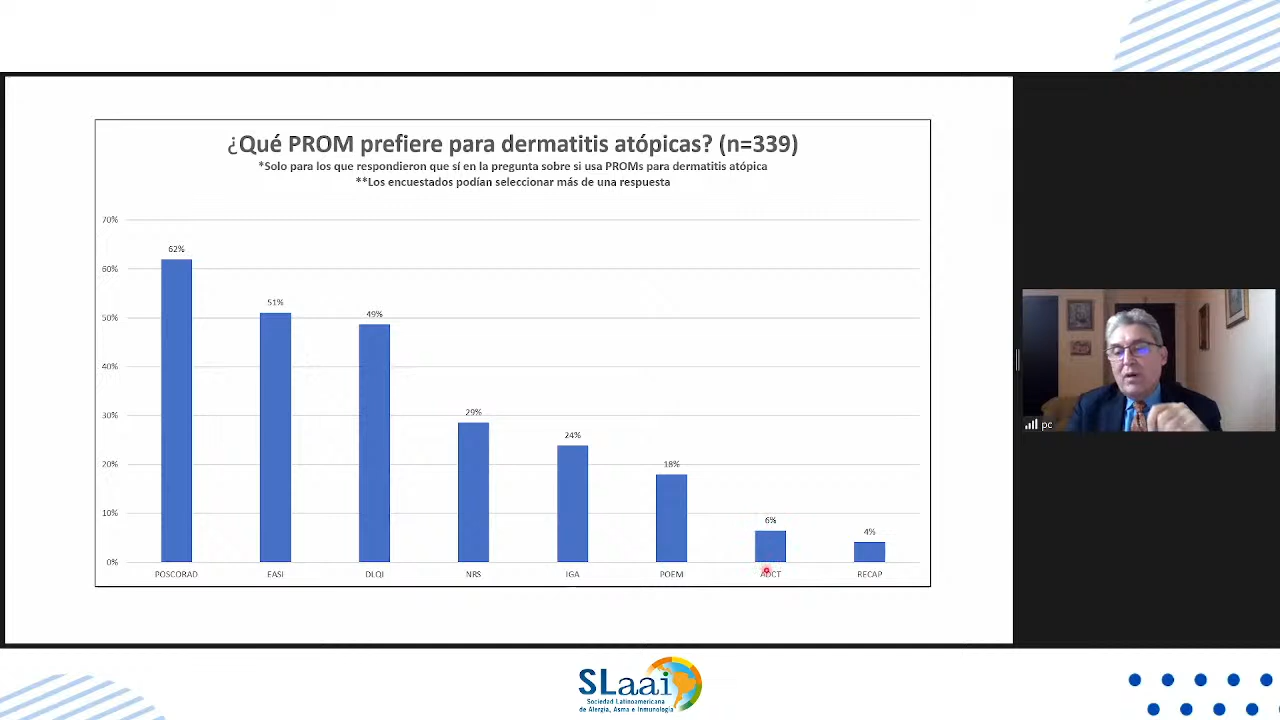 ¿Qué PROM prefiere para dermatitis atópicas? (n=339)
*Solo para los que respondieron que sí en la pregunta sobre si usa PROMs para dermatitis atópica
**Los encuestados podían seleccionar más de una respuesta
70%
60%
50%
40%
30%
20%
10%
0%
62%
51%
49%
29%
24%
18%
6%
4%
POSCORAD
EASI
DLQI
NRS
IGA
POEM
ADCT
RECAP
pc
SLaai
Sociedad Latinoamericana
de Alergia, Asma e Inmunología